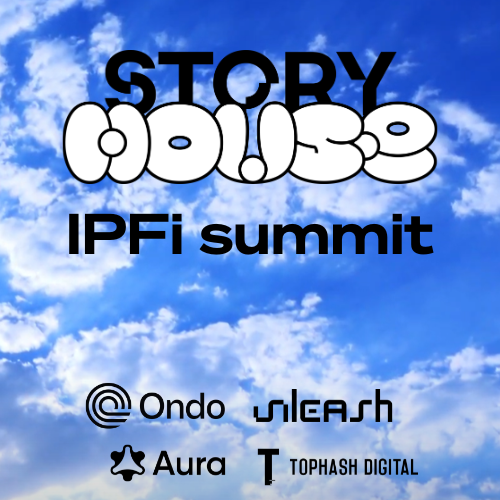 STORY
HOUSE
IPFi summit
Ondo unlEASh
Aura TOPHASH DIGITAL